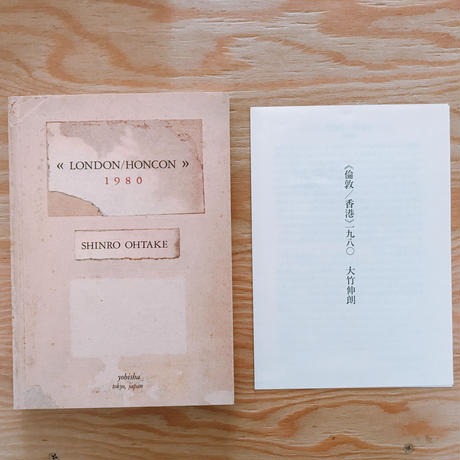 « LONDON/HONCON »
1980
SHINRO OHTAKE
yobisha
tokyo, japan
《倫敦／香港》一九八〇　大竹伸朗